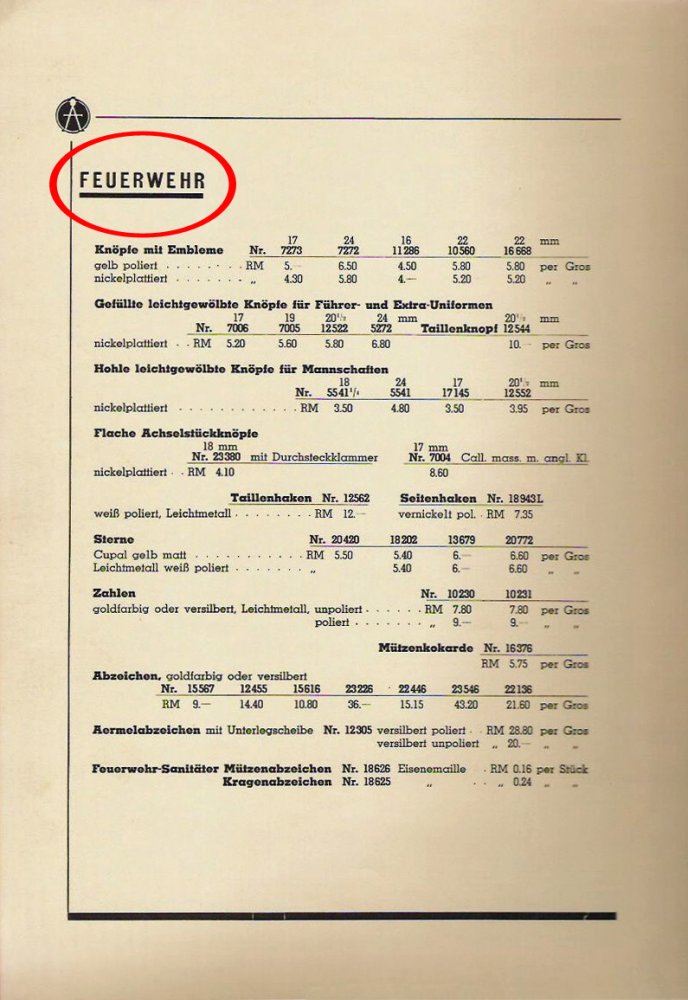 FEUERWEHR
17 24 16 22 22 mm
Knöpfe mit Embleme Nr. 7273 7272 11286 10560 16668
gelb poliert . . . . . . . . RM 5.— 6.50 4.50 5.80 5.80 per Gros
nickelplattiert . . . . . . . „ 4.30 5.80 4.— 5.20 5.20 „ „
Gefüllte leichtgewölbte Knöpfe für Führer- und Extra-Uniformen
17 19 20¹/₂ 24 mm 20¹/₂ mm
Nr. 7006 7005 12522 5272 Taillenknopf 12544
nickelplattiert . . RM 5.20 5.60 5.80 6.80 10.— per Gros
Hohle leichtgewölbte Knöpfe für Mannschaften
18 24 17 20¹/₂ mm
Nr. 5541¹/₄ 5541 17145 12552
nickelplattiert . . . . . . . . . . . . RM 3.50 4.80 3.50 3.95 per Gros
Flache Achselstückknöpfe
18 mm 17 mm
Nr. 23380 mit Durchsteckklammer Nr. 7004 Call. mass. m. angl. Kl.
nickelplattiert . . RM 4.10 8.60
Taillenhaken Nr. 12562 Seitenhaken Nr. 18943L
weiß poliert, Leichtmetall . . . . . . . . RM 12.— vernickelt pol. . RM 7.35
Sterne Nr. 20420 18202 13679 20772
Cupal gelb matt . . . . . . . . . . . RM 5.50 5.40 6.— 6.60 per Gros
Leichtmetall weiß poliert . . . . . . . . „ 5.40 6.— 6.60 „ „
Zahlen Nr. 10230 10231
goldfarbig oder versilbert, Leichtmetall, unpoliert . . . . . . RM 7.80 7.80 per Gros
poliert . . . . . . . „ 9.— 9.— „ „
Mützenkokarde Nr. 16376
RM 5.75 per Gros
Abzeichen, goldfarbig oder versilbert
Nr. 15567 12455 15616 23226 22446 23546 22136
RM 9.— 14.40 10.80 36.— 15.15 43.20 21.60 per Gros
Aermelabzeichen mit Unterlegscheibe Nr. 12305 versilbert poliert . . RM 28.80 per Gros
versilbert unpoliert „ 20.— „ „
Feuerwehr-Sanitäter Mützenabzeichen Nr. 18626 Eisenemaille . RM 0.16 per Stück
Kragenabzeichen Nr. 18625 „ . . „ 0.24 „ „